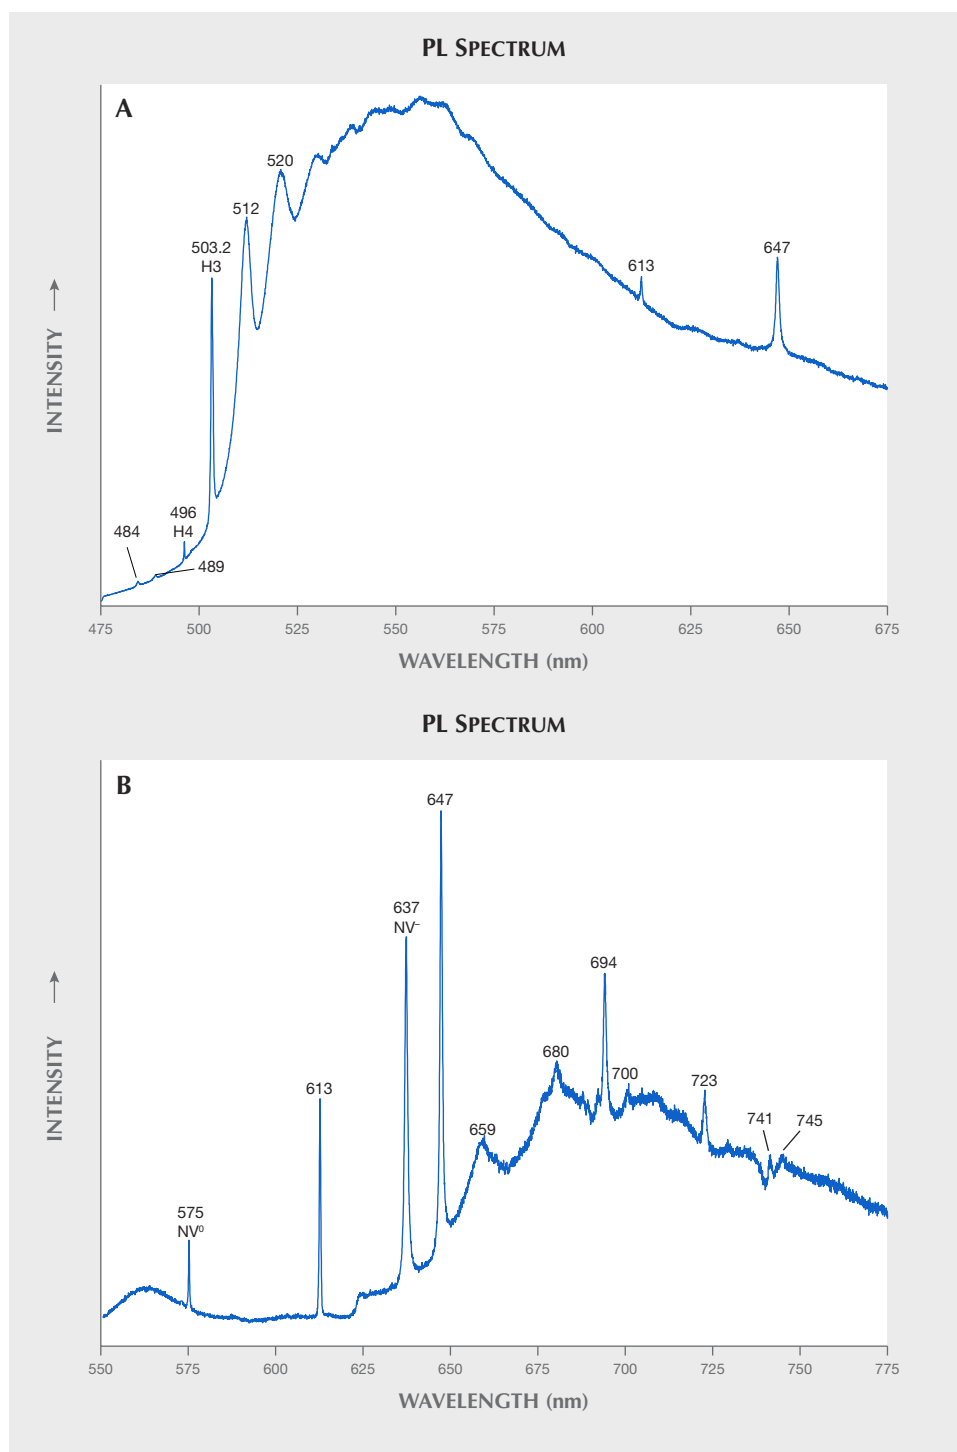 PL SPECTRUM
A
520
512
503.2
H3
647
613
496
H4
484
489
INTENSITY →
475 500 525 550 575 600 625 650 675
WAVELENGTH (nm)
PL SPECTRUM
B
647
637
NV⁻
694
680
700
723
613
659
741
745
575
NV⁰
INTENSITY →
550 575 600 625 650 675 700 725 750 775
WAVELENGTH (nm)